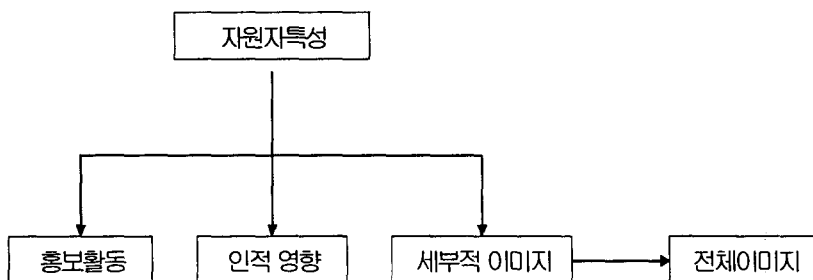 자원자특성
홍보활동
인적 영향
세부적 이미지
전체이미지